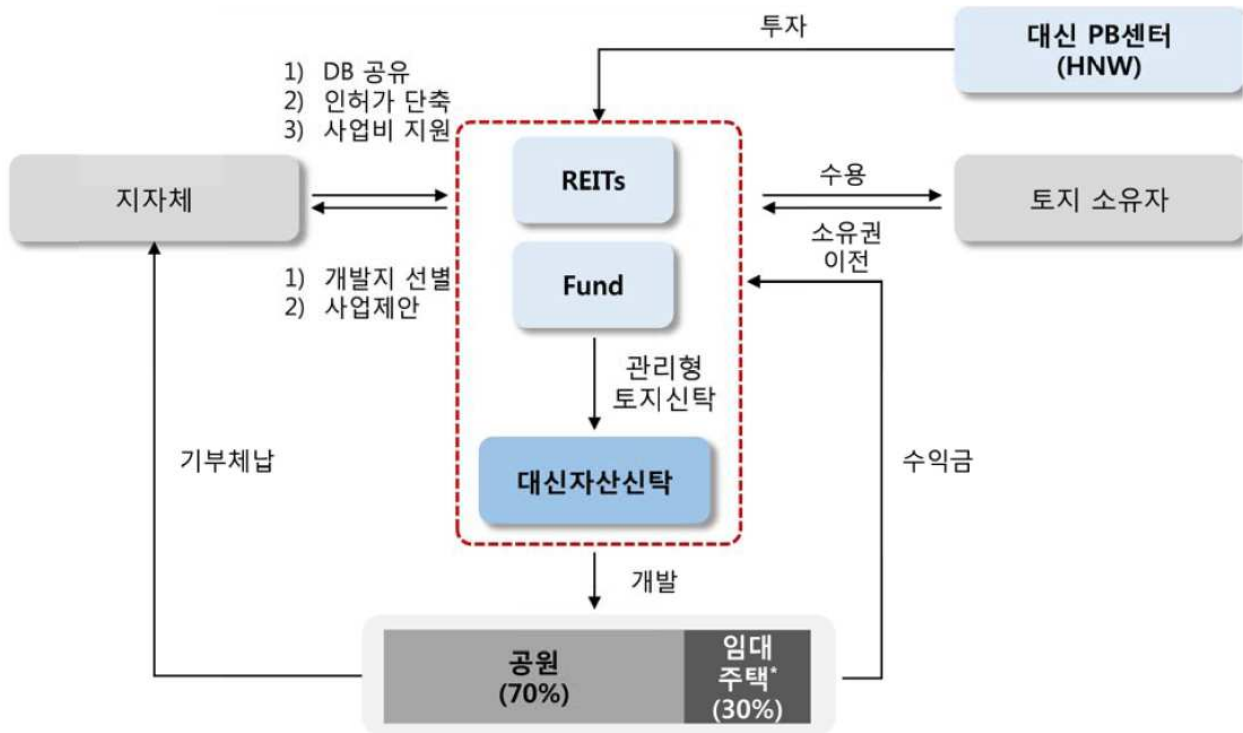 투자
대신 PB센터
(HNW)
1) DB 공유
2) 인허가 단축
3) 사업비 지원
지자체
REITs
수용
토지 소유자
소유권
이전
1) 개발지 선별
2) 사업제안
Fund
관리형
토지신탁
기부체납
대신자산신탁
수익금
개발
공원
(70%)
임대
주택*
(30%)